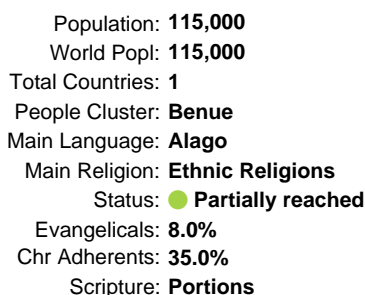 Population: 115,000
World Popl: 115,000
Total Countries: 1
People Cluster: Benue
Main Language: Alago
Main Religion: Ethnic Religions
Status: Partially reached
Evangelicals: 8.0%
Chr Adherents: 35.0%
Scripture: Portions